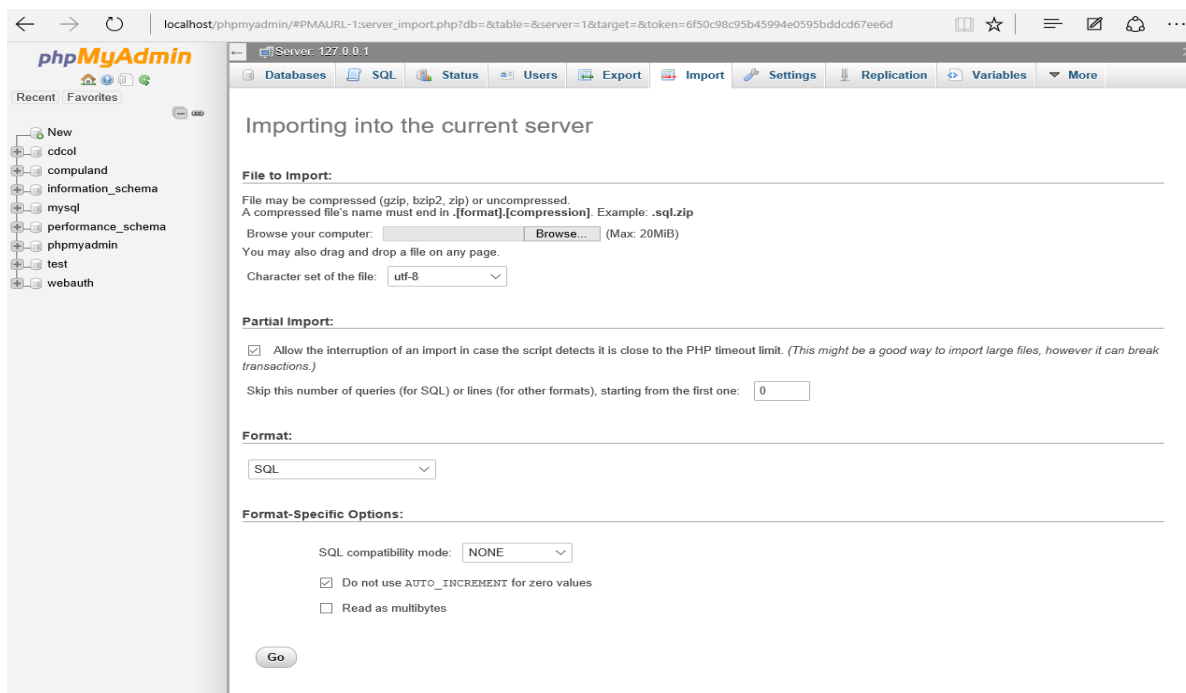 localhost/phpmyadmin/#PMAURL-1:server_import.php?db=&table=&server=1&target=&token=6f50c98c95b45994e0595bddcd67ee6d
phpMyAdmin
Recent Favorites
New
cdcol
compuland
information_schema
mysql
performance_schema
phpmyadmin
test
webauth
Server: 127.0.0.1
Databases SQL Status Users Export Import Settings Replication Variables More
Importing into the current server
File to Import:
File may be compressed (gzip, bzip2, zip) or uncompressed.
A compressed file's name must end in .[format].[compression]. Example: .sql.zip
Browse your computer: Browse... (Max: 20MiB)
You may also drag and drop a file on any page.
Character set of the file: utf-8
Partial Import:
Allow the interruption of an import in case the script detects it is close to the PHP timeout limit. (This might be a good way to import large files, however it can break
transactions.)
Skip this number of queries (for SQL) or lines (for other formats), starting from the first one: 0
Format:
SQL
Format-Specific Options:
SQL compatibility mode: NONE
Do not use AUTO_INCREMENT for zero values
Read as multibytes
Go